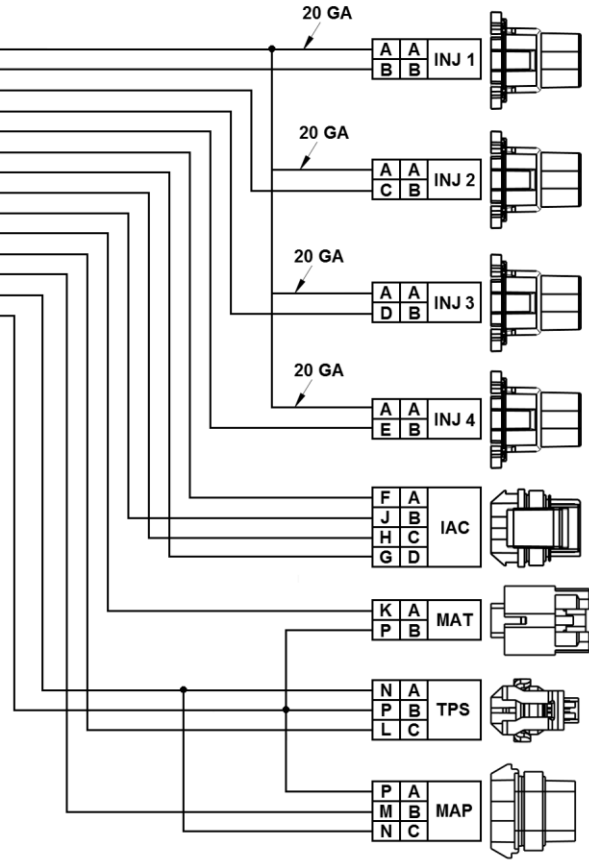 20 GA
A A INJ 1
B B
20 GA
A A INJ 2
C B
20 GA
A A INJ 3
D B
20 GA
A A INJ 4
E B
F A IAC
J B
H C
G D
K A MAT
P B
N A TPS
P B
L C
P A MAP
M B
N C